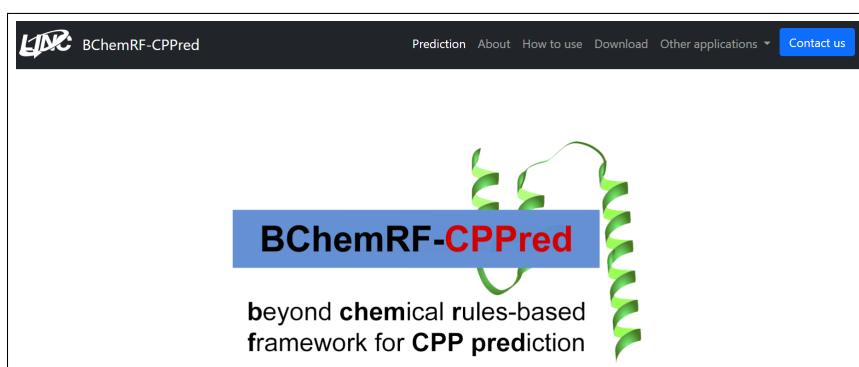 LINC BChemRF-CPPred Prediction About How to use Download Other applications Contact us
BChemRF-CPPred
beyond chemical rules-based
framework for CPP prediction